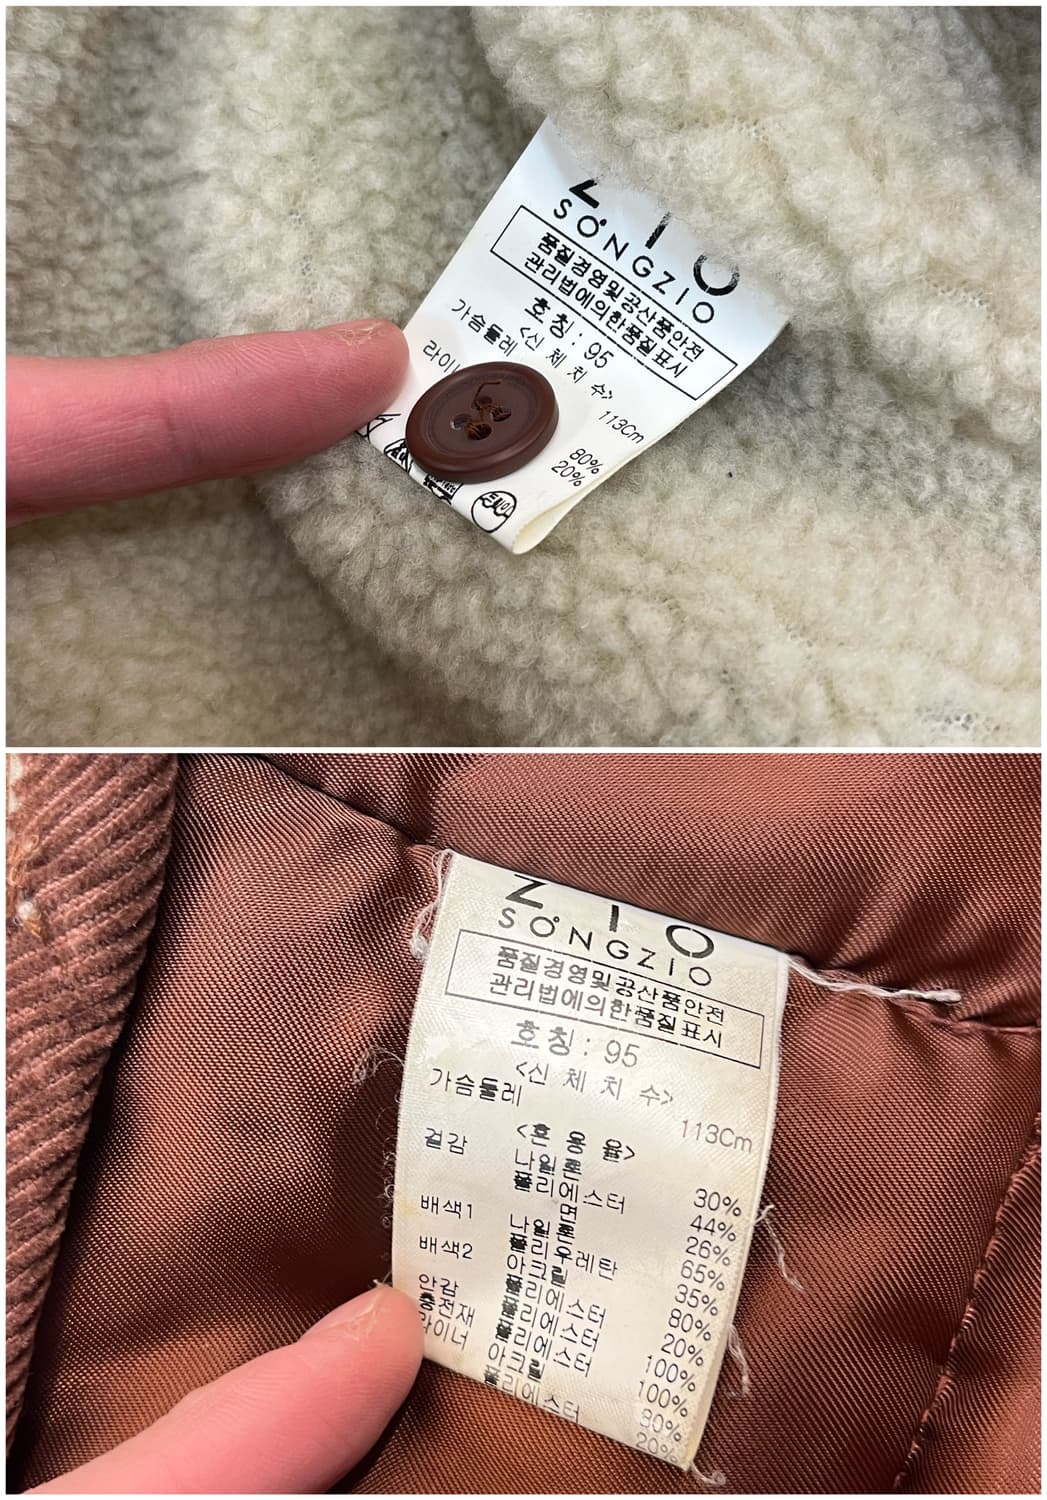 ZIO
SONGZIO
품질경영및공산품안전
관리법에의한품질표시
호칭 : 95
<신 체 치 수>
가슴둘레 113Cm
80%
20%
ZIO
SONGZIO
품질경영및공산품안전
관리법에의한품질표시
호칭 : 95
<신 체 치 수>
가슴둘레 113Cm
<혼 용 율>
겉감 나일론 30%
폴리에스터 44%
면 26%
배색1 나일론 65%
폴리우레탄 35%
배색2 아크릴 80%
폴리에스터 20%
안감 폴리에스터 100%
충전재 폴리에스터 100%
라이너 아크릴 80%
폴리에스터 20%